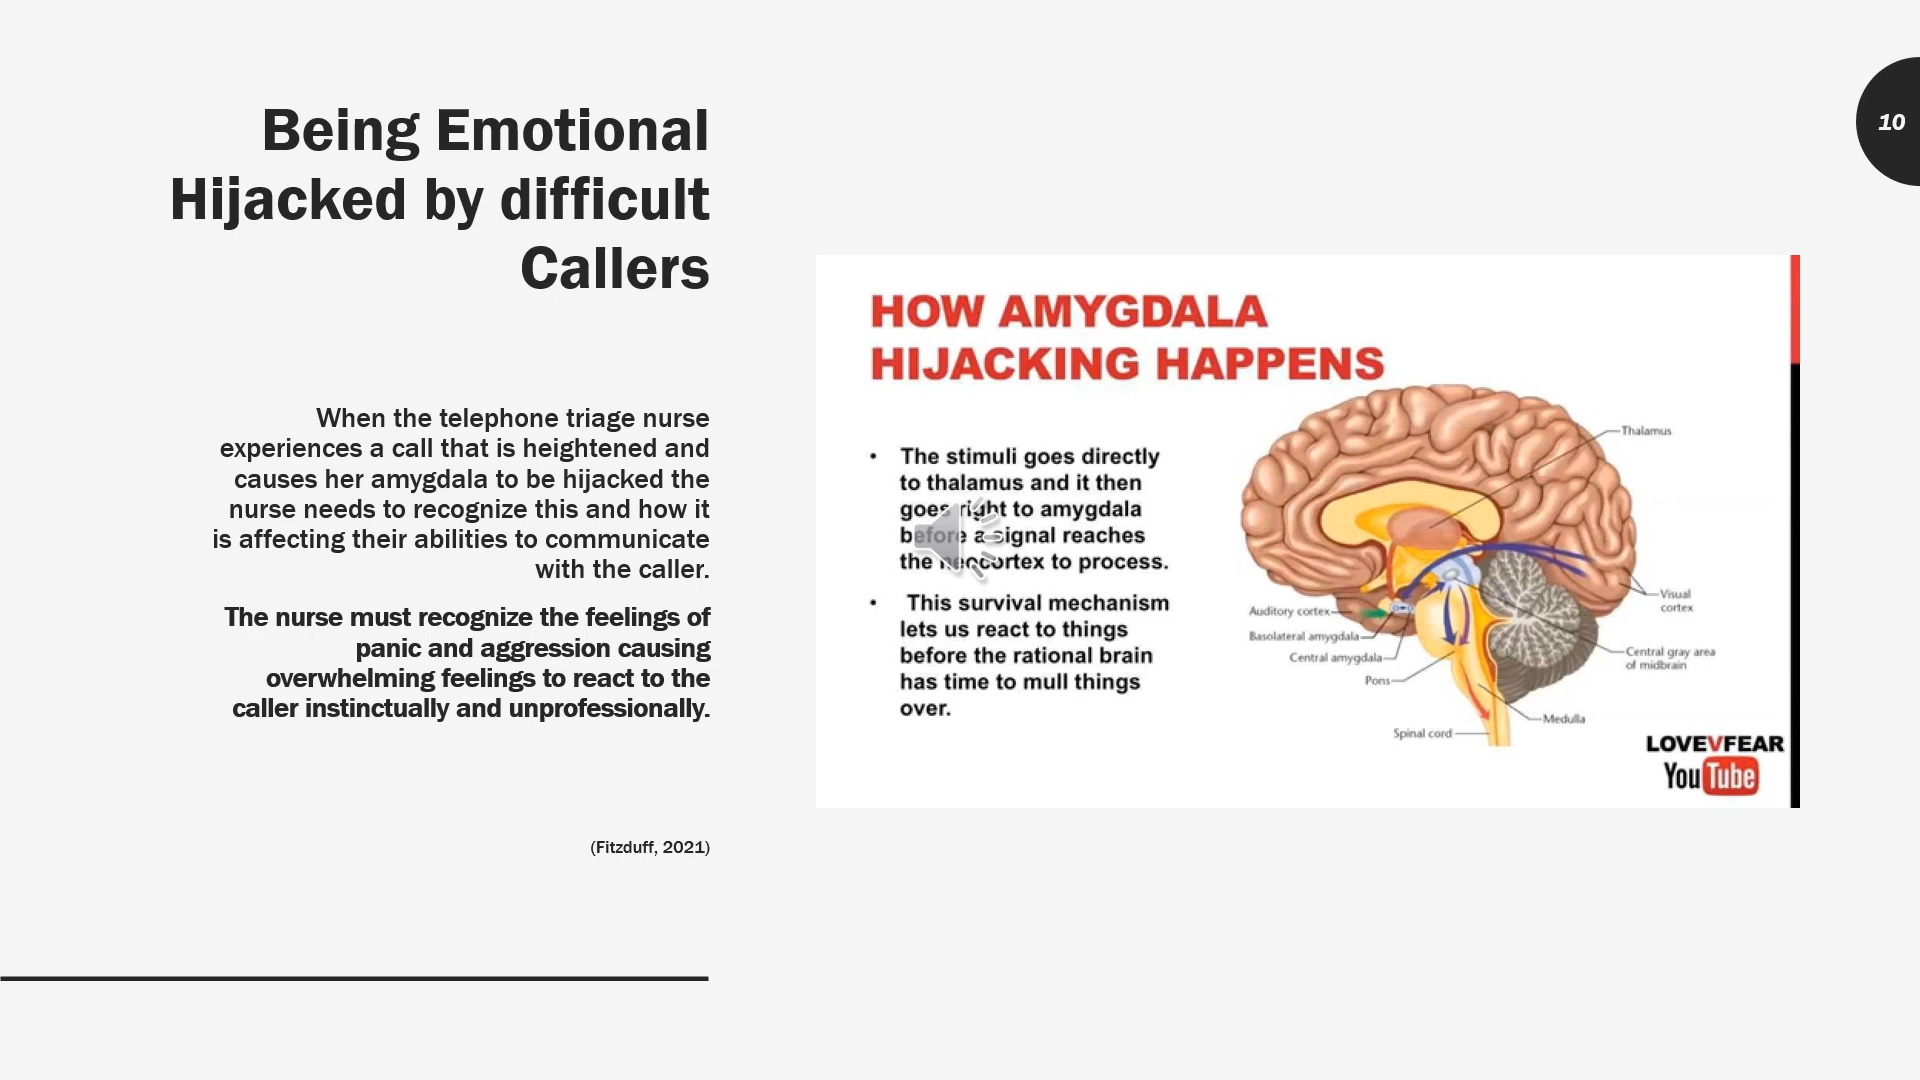 Being Emotional
Hijacked by difficult
Callers
When the telephone triage nurse
experiences a call that is heightened and
causes her amygdala to be hijacked the
nurse needs to recognize this and how it
is affecting their abilities to communicate
with the caller.
The nurse must recognize the feelings of
panic and aggression causing
overwhelming feelings to react to the
caller instinctually and unprofessionally.
(Fitzduff, 2021)
10
HOW AMYGDALA
HIJACKING HAPPENS
• The stimuli goes directly
to thalamus and it then
goes right to amygdala
before a signal reaches
the neocortex to process.
• This survival mechanism
lets us react to things
before the rational brain
has time to mull things
over.
Thalamus
Visual
cortex
Auditory cortex
Basolateral amygdala
Central amygdala
Central gray area
of midbrain
Pons
Medulla
Spinal cord
LOVEVFEAR
YouTube